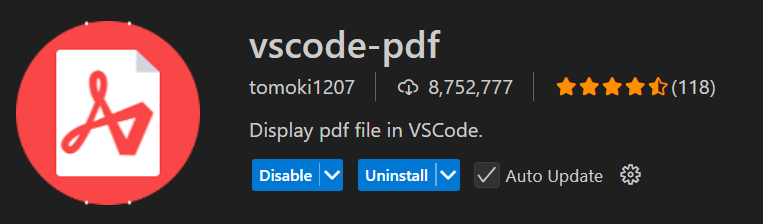 vscode-pdf
tomoki1207 8,752,777 (118)
Display pdf file in VSCode.
Disable Uninstall Auto Update